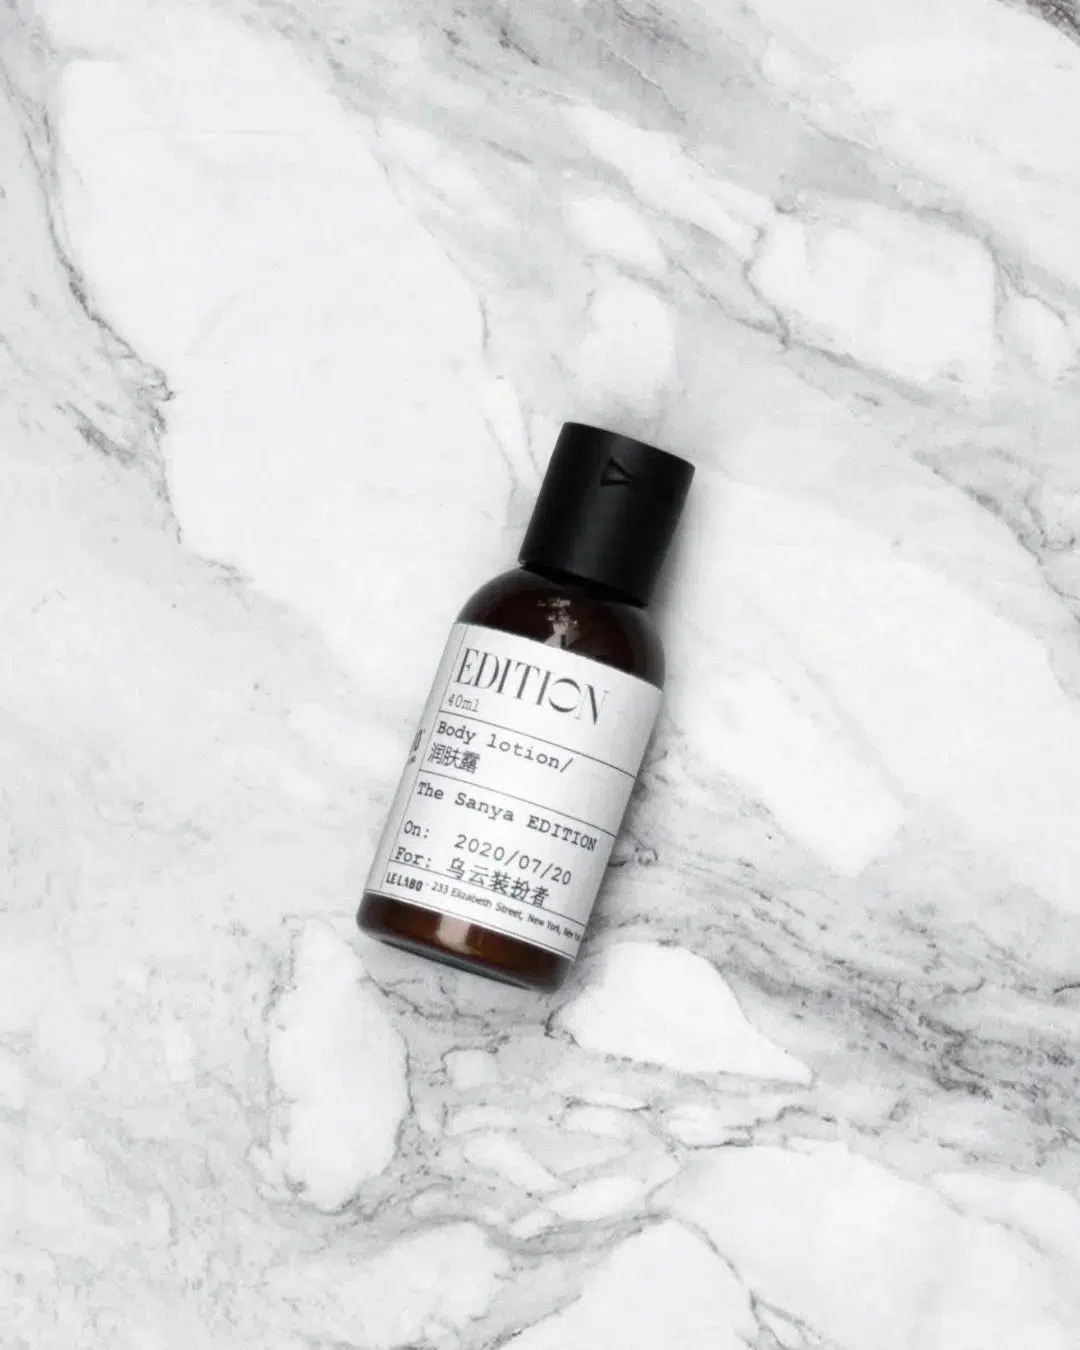 EDITION
40ml
Body lotion/
润肤露
The Sanya EDITION
On: 2020/07/20
For: 乌云装扮者
LE LABO · 233 Elizabeth Street, New York, New